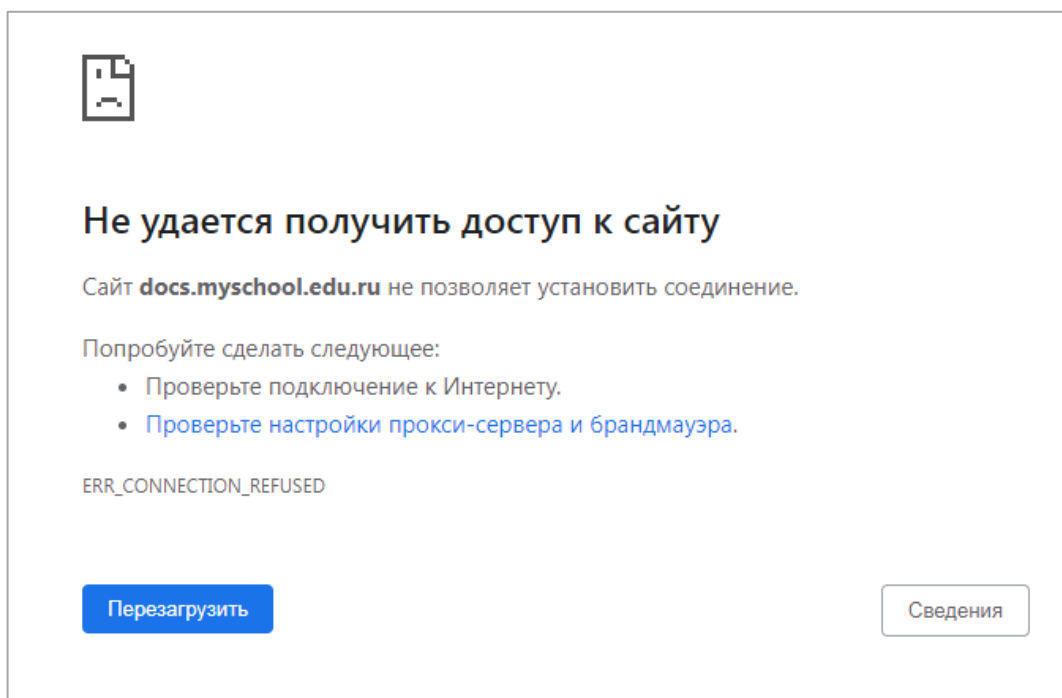 Не удается получить доступ к сайту
Сайт docs.myschool.edu.ru не позволяет установить соединение.
Попробуйте сделать следующее:
• Проверьте подключение к Интернету.
• Проверьте настройки прокси-сервера и брандмауэра.
ERR_CONNECTION_REFUSED
Перезагрузить
Сведения